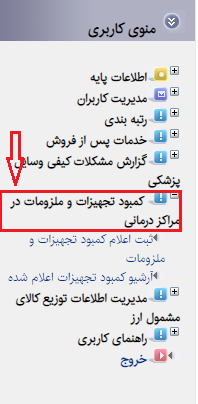 منوی کاربری
اطلاعات پایه
مدیریت کاربران
رتبه بندی
خدمات پس از فروش
گزارش مشکلات کیفی وسایل
پزشکی
کمبود تجهیزات و ملزومات در
مراکز درمانی
ثبت اعلام کمبود تجهیزات و
ملزومات
آرشیو کمبود تجهیزات اعلام شده
مدیریت اطلاعات توزیع کالای
مشمول ارز
راهنمای کاربری
خروج